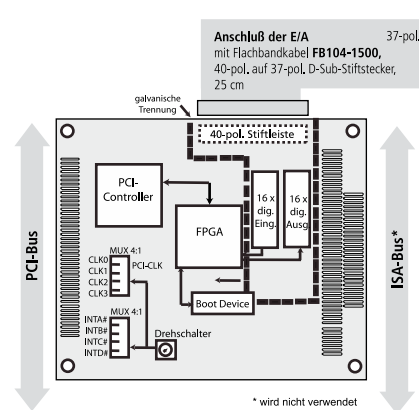 Anschluß der E/A 37-pol.
mit Flachbandkabel FB104-1500,
40-pol. auf 37-pol. D-Sub-Stiftstecker,
25 cm
galvanische
Trennung
40-pol. Stiftleiste
PCI-
Controller
FPGA
16 x
dig.
Eing.
16 x
dig.
Ausg.
MUX 4:1
CLK0
CLK1
CLK2
CLK3
PCI-CLK
Boot Device
MUX 4:1
INTA#
INTB#
INTC#
INTD#
Drehschalter
PCI-Bus
ISA-Bus*
* wird nicht verwendet